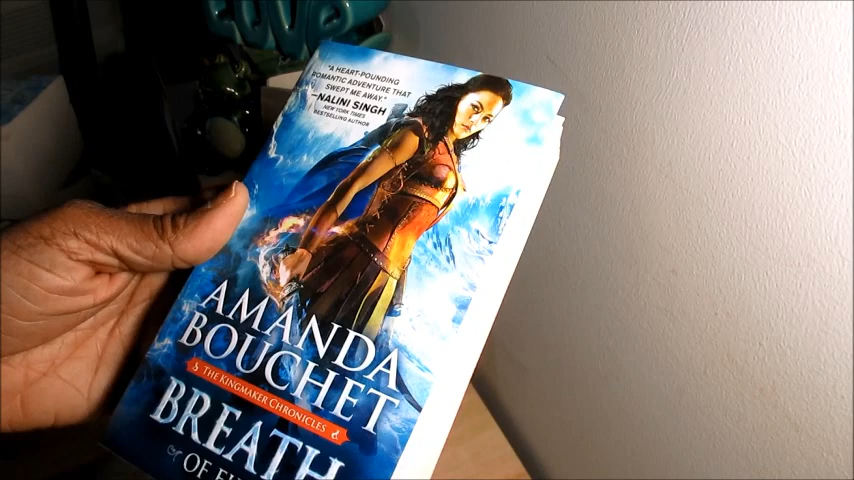 "A HEART-POUNDING
ROMANTIC ADVENTURE THAT
SWEPT ME AWAY."
—NALINI SINGH
NEW YORK TIMES
BESTSELLING AUTHOR
AMANDA
BOUCHET
THE KINGMAKER CHRONICLES
BREATH
OF